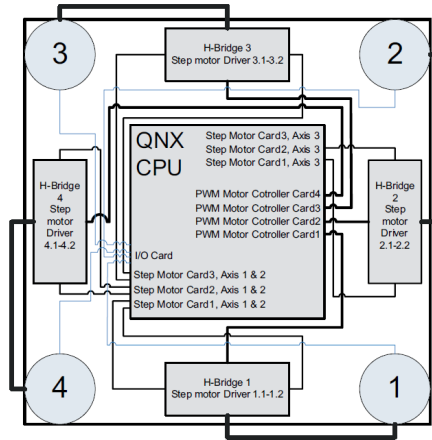 3
H-Bridge 3
Step motor Driver 3.1-3.2
2
QNX
CPU
Step Motor Card3, Axis 3
Step Motor Card2, Axis 3
Step Motor Card1, Axis 3
H-Bridge
4
Step
motor
Driver
4.1-4.2
H-Bridge
2
Step
motor
Driver
2.1-2.2
PWM Motor Cotroller Card4
PWM Motor Cotroller Card3
PWM Motor Cotroller Card2
PWM Motor Cotroller Card1
I/O Card
Step Motor Card3, Axis 1 & 2
Step Motor Card2, Axis 1 & 2
Step Motor Card1, Axis 1 & 2
4
H-Bridge 1
Step motor Driver 1.1-1.2
1